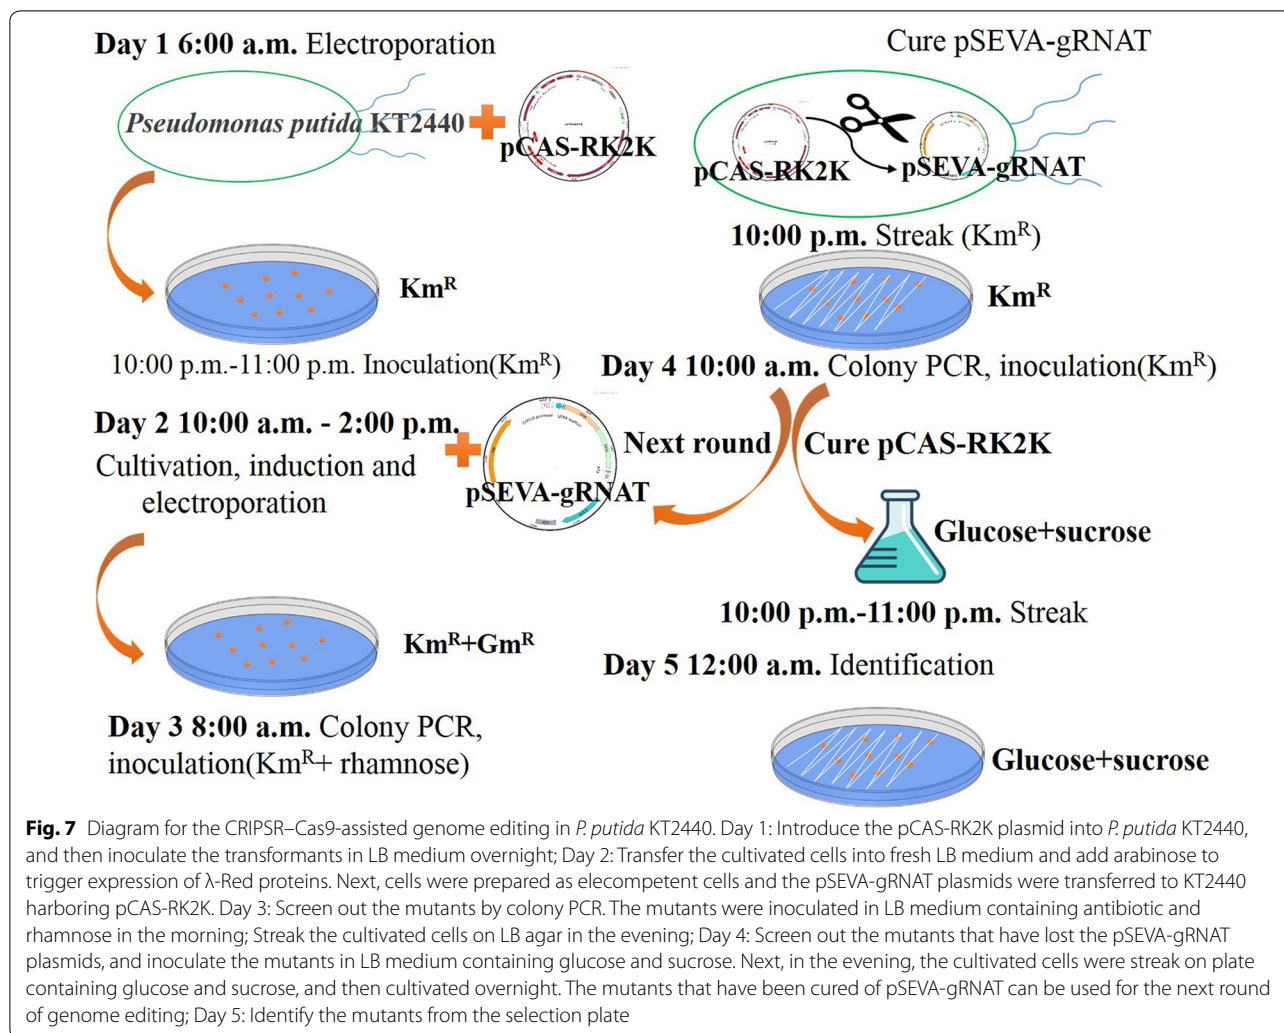 Day 1 6:00 a.m. Electroporation
Pseudomonas putida KT2440
pCAS-RK2K
Km^R
10:00 p.m.-11:00 p.m. Inoculation(Km^R)
Day 2 10:00 a.m. - 2:00 p.m.
Cultivation, induction and
electroporation
pSEVA-gRNAT
Km^R+Gm^R
Day 3 8:00 a.m. Colony PCR,
inoculation(Km^R+ rhamnose)
Cure pSEVA-gRNAT
pCAS-RK2K
pSEVA-gRNAT
10:00 p.m. Streak (Km^R)
Km^R
Day 4 10:00 a.m. Colony PCR, inoculation(Km^R)
Next round
Cure pCAS-RK2K
Glucose+sucrose
10:00 p.m.-11:00 p.m. Streak
Day 5 12:00 a.m. Identification
Glucose+sucrose
Fig. 7 Diagram for the CRIPSR–Cas9-assisted genome editing in P. putida KT2440. Day 1: Introduce the pCAS-RK2K plasmid into P. putida KT2440,
and then inoculate the transformants in LB medium overnight; Day 2: Transfer the cultivated cells into fresh LB medium and add arabinose to
trigger expression of λ-Red proteins. Next, cells were prepared as elecompetent cells and the pSEVA-gRNAT plasmids were transferred to KT2440
harboring pCAS-RK2K. Day 3: Screen out the mutants by colony PCR. The mutants were inoculated in LB medium containing antibiotic and
rhamnose in the morning; Streak the cultivated cells on LB agar in the evening; Day 4: Screen out the mutants that have lost the pSEVA-gRNAT
plasmids, and inoculate the mutants in LB medium containing glucose and sucrose. Next, in the evening, the cultivated cells were streak on plate
containing glucose and sucrose, and then cultivated overnight. The mutants that have been cured of pSEVA-gRNAT can be used for the next round
of genome editing; Day 5: Identify the mutants from the selection plate